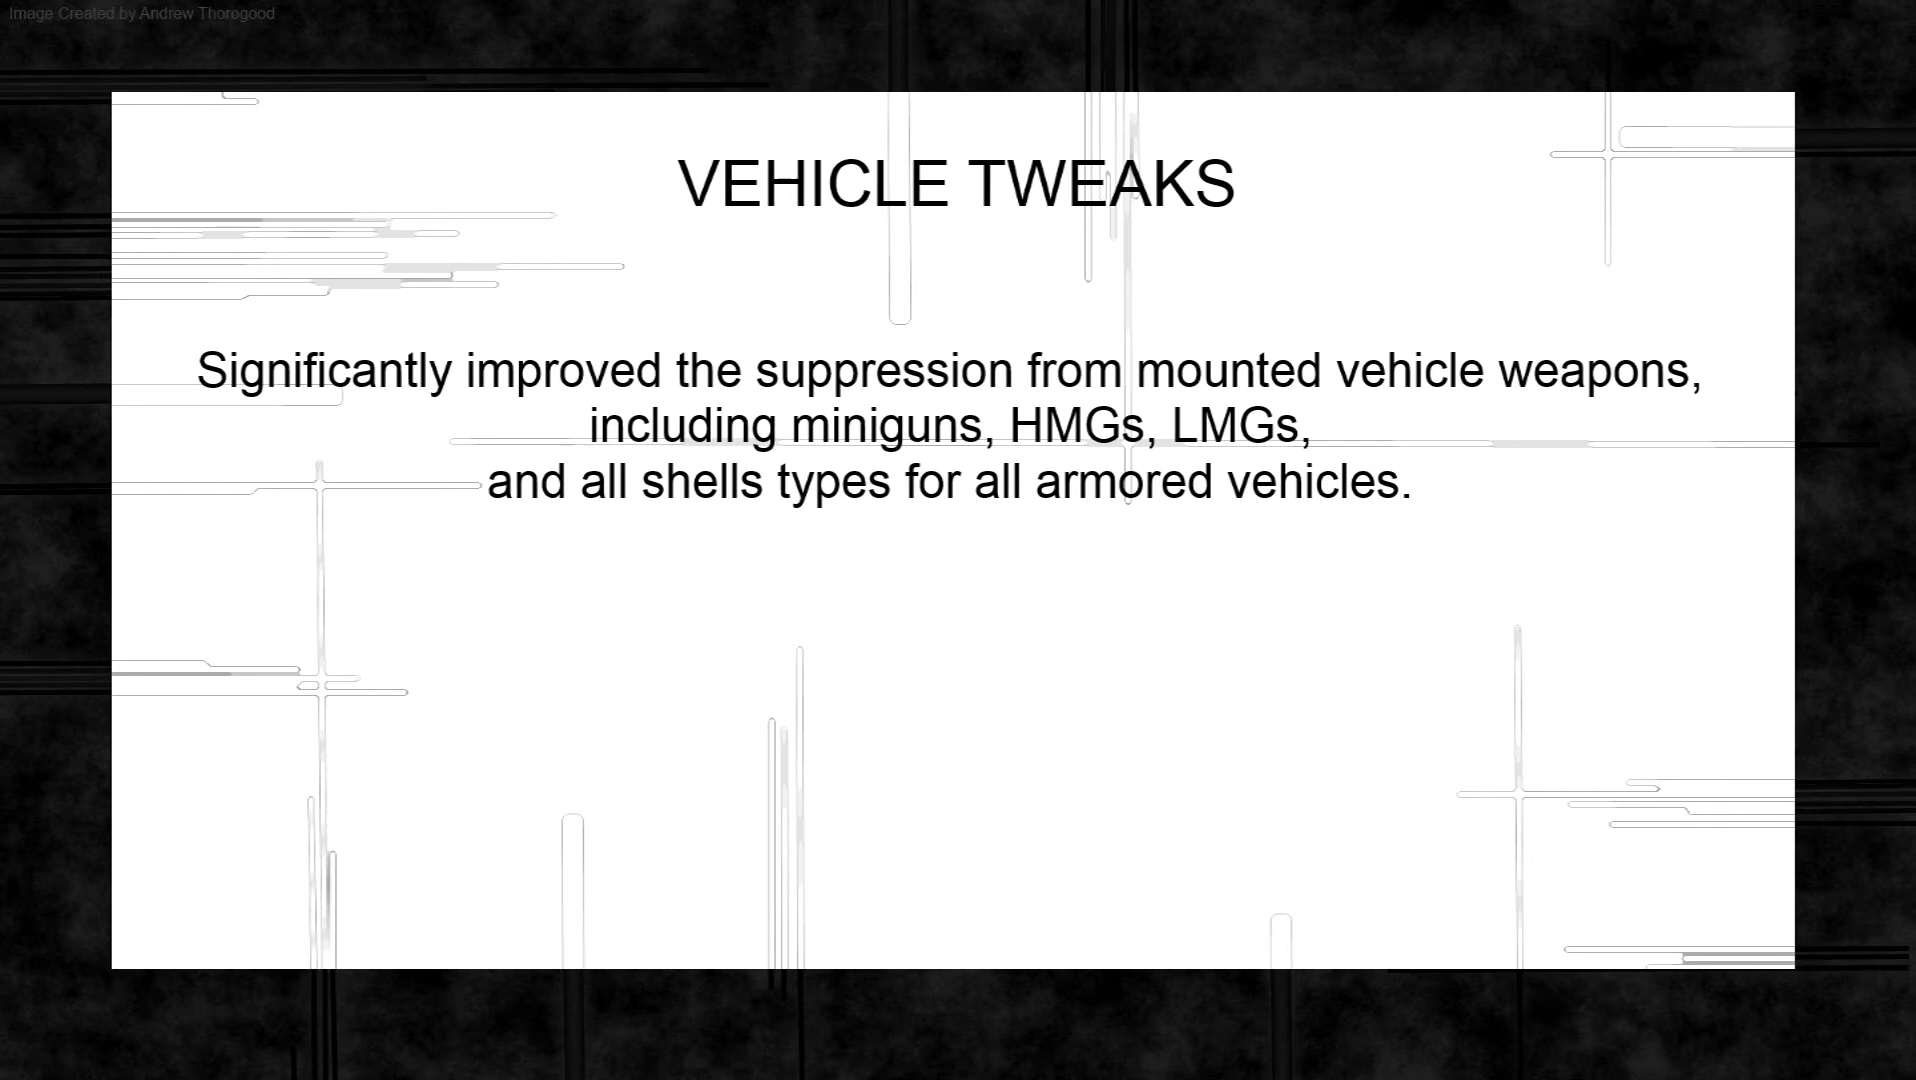 Image Created by Andrew Thorogood
VEHICLE TWEAKS
Significantly improved the suppression from mounted vehicle weapons,
including miniguns, HMGs, LMGs,
and all shells types for all armored vehicles.